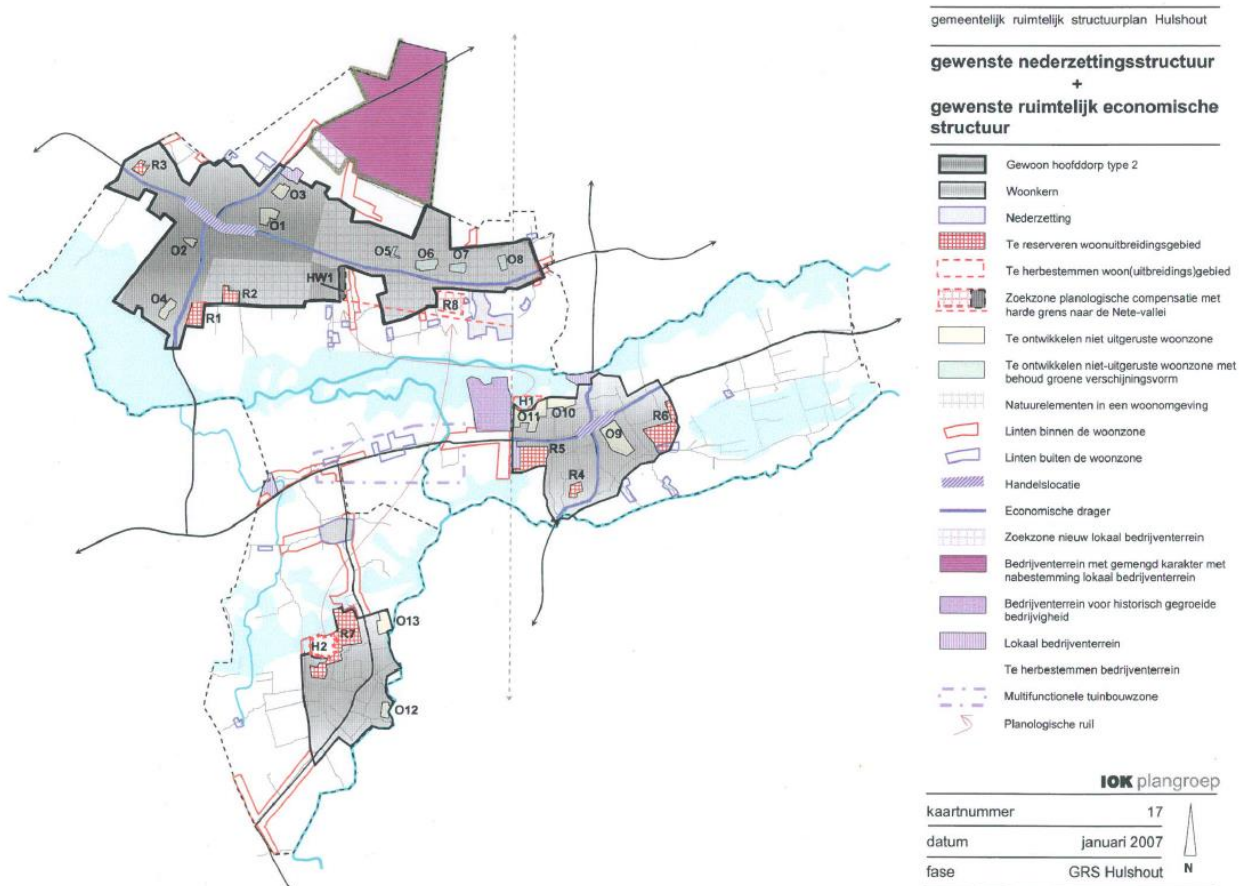 gemeentelijk ruimtelijk structuurplan Hulshout
gewenste nederzettingsstructuur
+
gewenste ruimtelijk economische
structuur
Gewoon hoofddorp type 2
Woonkern
Nederzetting
Te reserveren woonuitbreidingsgebied
Te herbestemmen woon(uitbreidings)gebied
Zoekzone planologische compensatie met
harde grens naar de Nete-vallei
Te ontwikkelen niet uitgeruste woonzone
Te ontwikkelen niet-uitgeruste woonzone met
behoud groene verschijningsvorm
Natuurelementen in een woonomgeving
Linten binnen de woonzone
Linten buiten de woonzone
Handelslocatie
Economische drager
Zoekzone nieuw lokaal bedrijventerrein
Bedrijventerrein met gemengd karakter met
nabestemming lokaal bedrijventerrein
Bedrijventerrein voor historisch gegroeide
bedrijvigheid
Lokaal bedrijventerrein
Te herbestemmen bedrijventerrein
Multifunctionele tuinbouwzone
Planologische ruil
IOK plangroep
kaartnummer 17
datum januari 2007
fase GRS Hulshout
N
R3
O3
O1
O2
O5
O6
O7
O8
HW1
O4
R2
R1
R8
H1
O10
O11
O9
R6
R5
R4
O13
R7
H2
O12